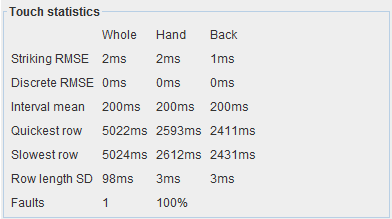 Touch statistics
Whole Hand Back
Striking RMSE 2ms 2ms 1ms
Discrete RMSE 0ms 0ms 0ms
Interval mean 200ms 200ms 200ms
Quickest row 5022ms 2593ms 2411ms
Slowest row 5024ms 2612ms 2431ms
Row length SD 98ms 3ms 3ms
Faults 1 100%